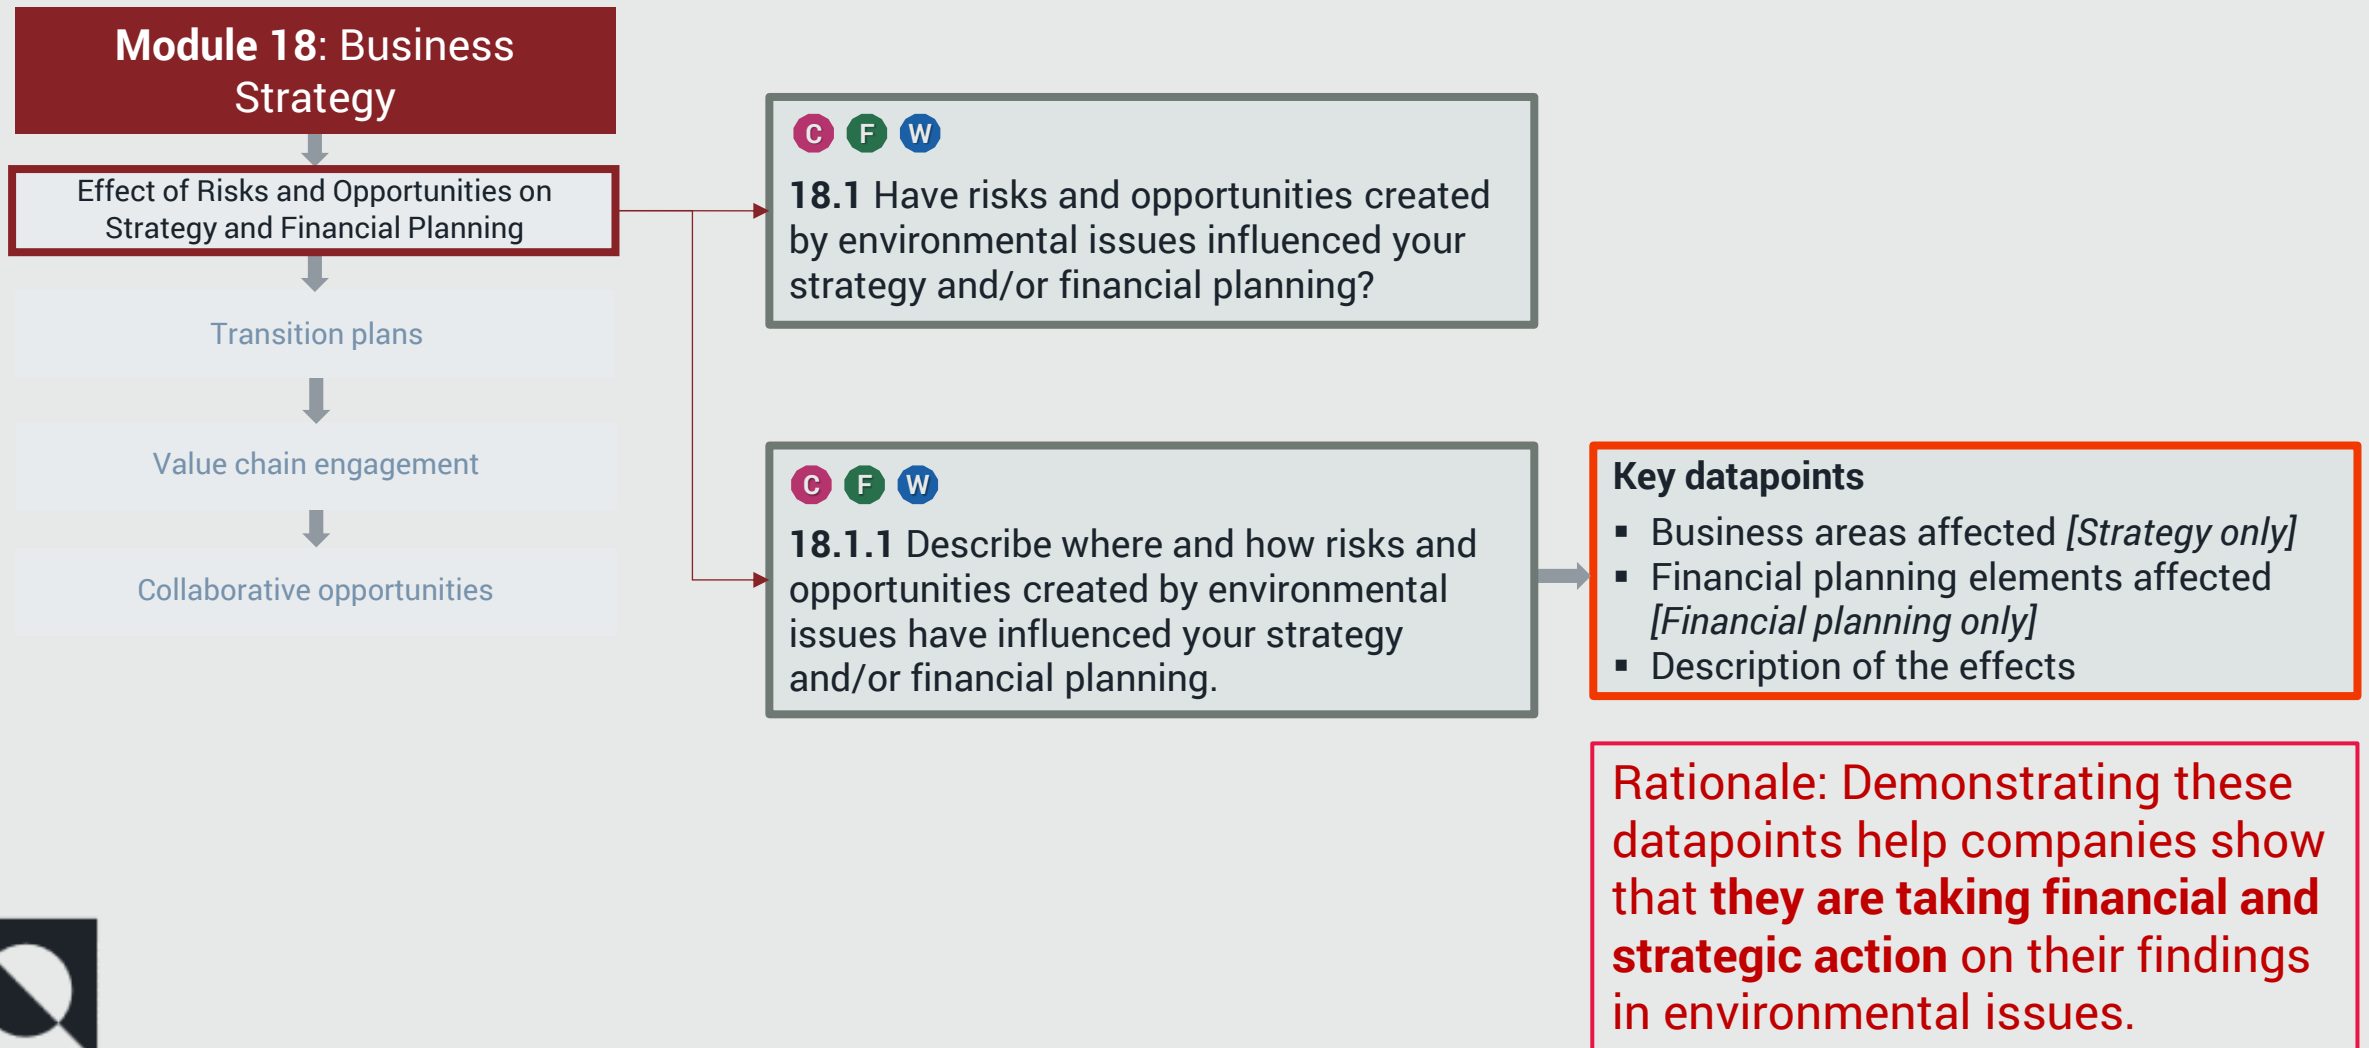 Module 18: Business
Strategy
Effect of Risks and Opportunities on
Strategy and Financial Planning
Transition plans
Value chain engagement
Collaborative opportunities
C F W
18.1 Have risks and opportunities created
by environmental issues influenced your
strategy and/or financial planning?
C F W
18.1.1 Describe where and how risks and
opportunities created by environmental
issues have influenced your strategy
and/or financial planning.
Key datapoints
▪ Business areas affected [Strategy only]
▪ Financial planning elements affected
[Financial planning only]
▪ Description of the effects
Rationale: Demonstrating these
datapoints help companies show
that they are taking financial and
strategic action on their findings
in environmental issues.